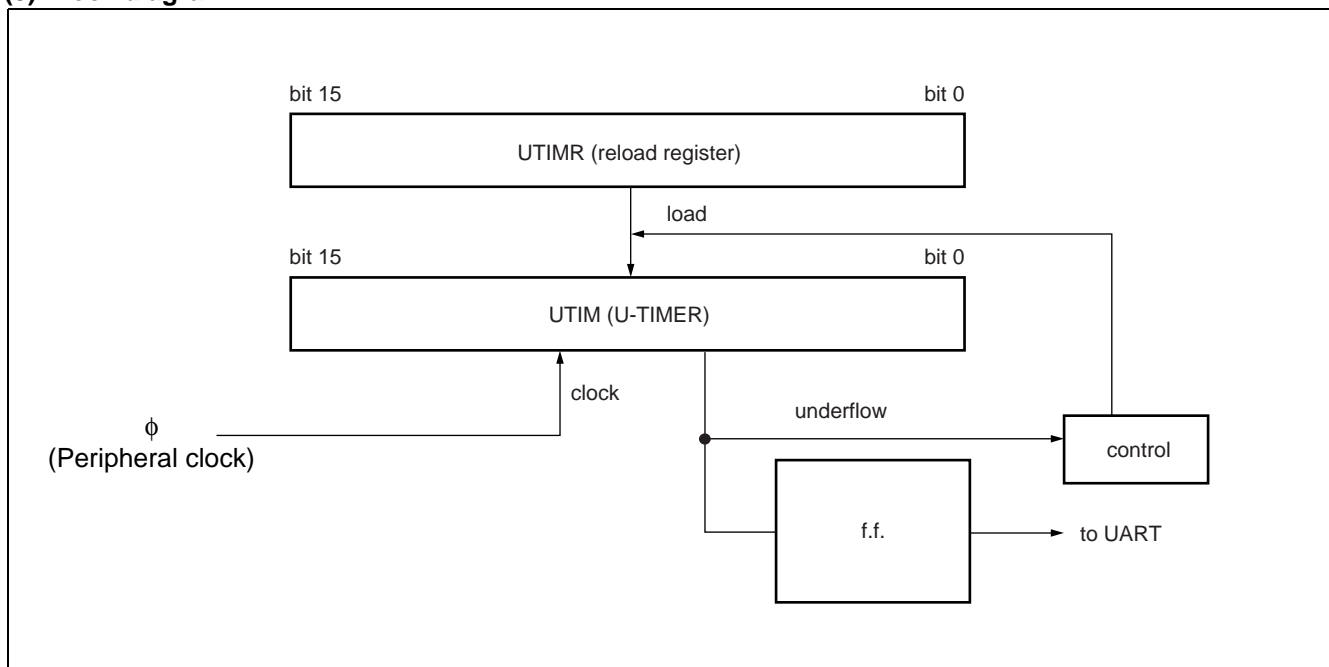 bit 15 bit 0
UTIMR (reload register)
load
bit 15 bit 0
UTIM (U-TIMER)
clock
underflow
ϕ
(Peripheral clock)
control
f.f.
to UART